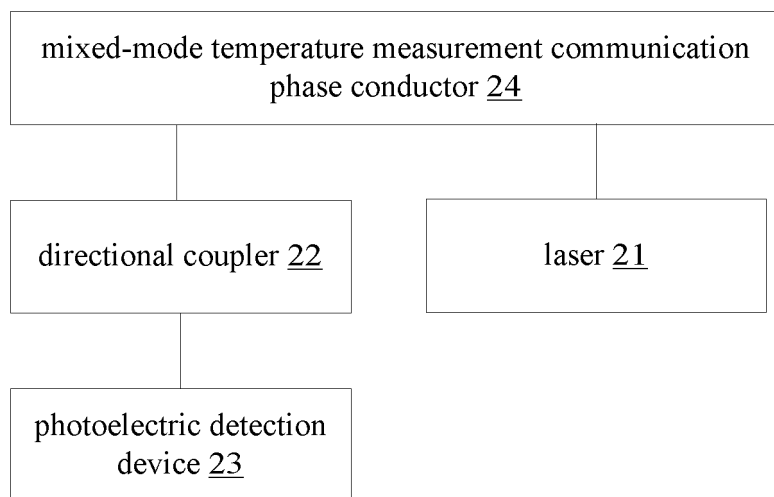 mixed-mode temperature measurement communication
phase conductor 24
directional coupler 22
laser 21
photoelectric detection
device 23